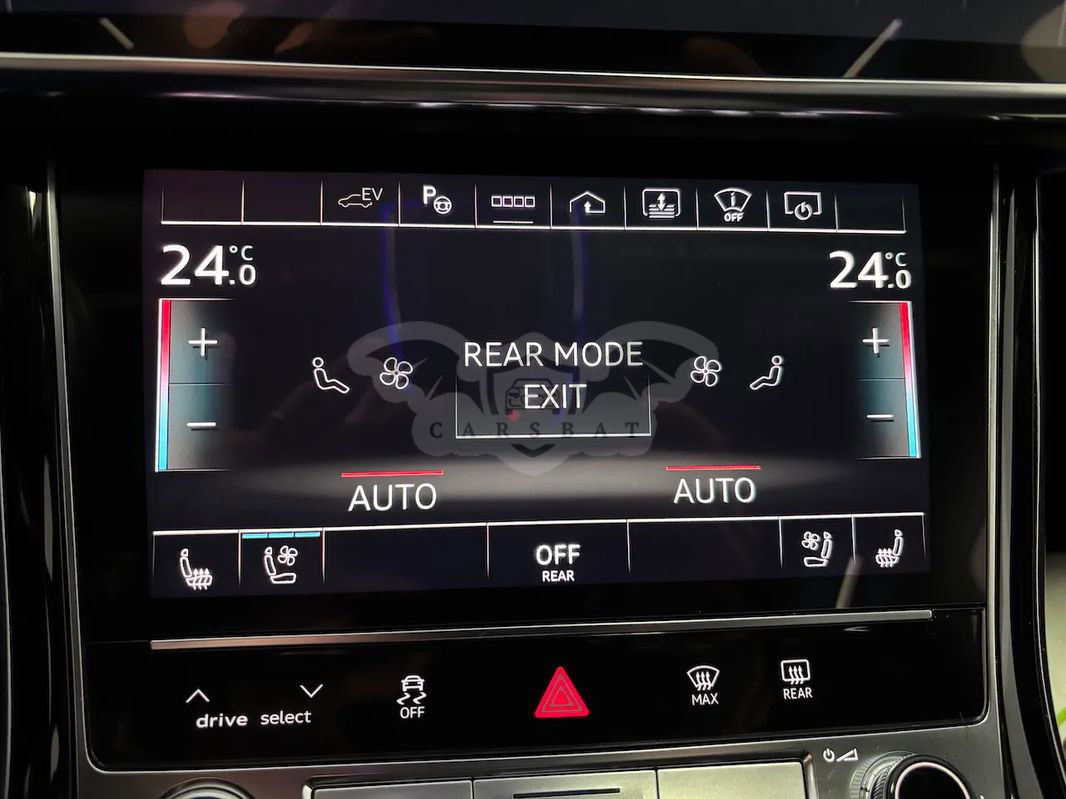 EV
P
OFF
24.0 °C
24.0 °C
REAR MODE
EXIT
CARSBAT
AUTO
AUTO
OFF
REAR
drive select
OFF
MAX
REAR